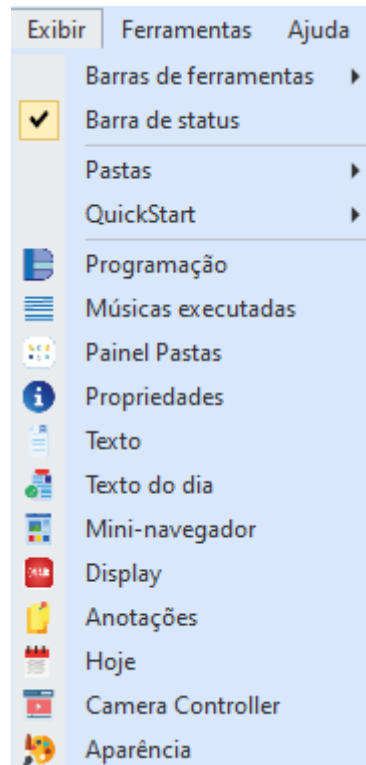 Exibir Ferramentas Ajuda
Barras de ferramentas
Barra de status
Pastas
QuickStart
Programação
Músicas executadas
Painel Pastas
Propriedades
Texto
Texto do dia
Mini-navegador
Display
Anotações
Hoje
Camera Controller
Aparência